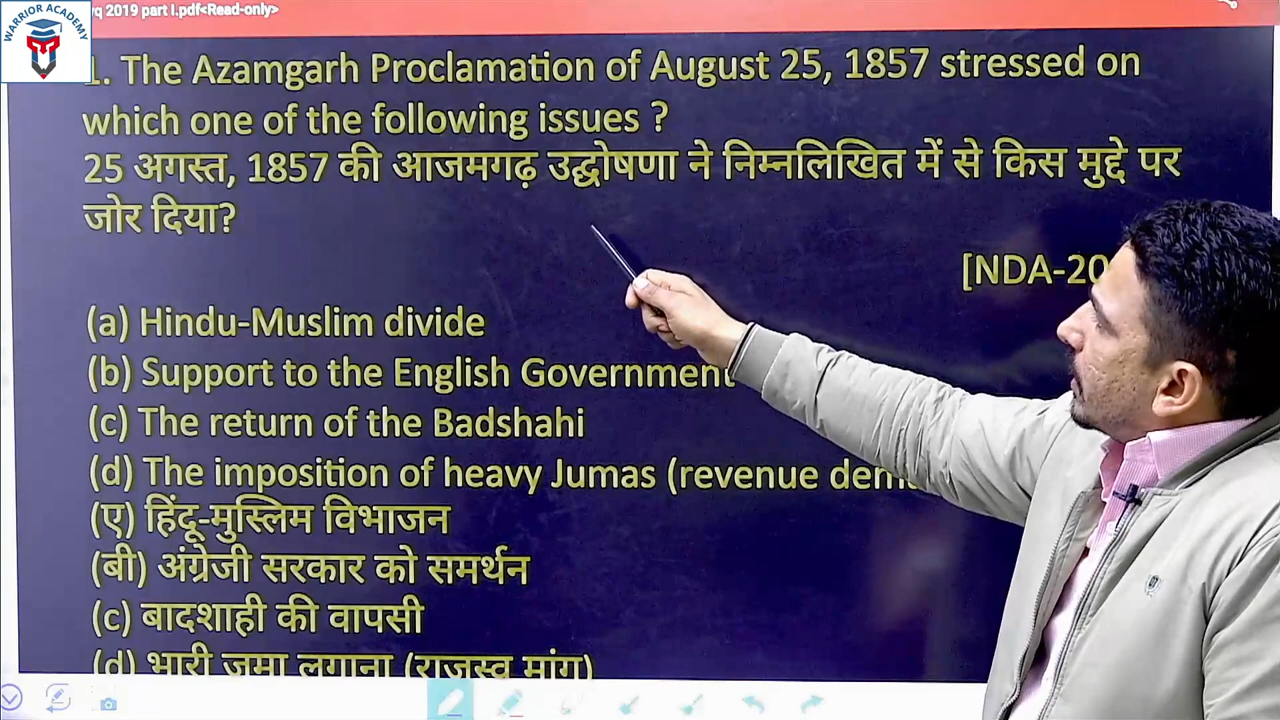 WARRIOR ACADEMY
yq 2019 part I.pdf<Read-only>
1. The Azamgarh Proclamation of August 25, 1857 stressed on
which one of the following issues ?
25 अगस्त, 1857 की आजमगढ़ उद्घोषणा ने निम्नलिखित में से किस मुद्दे पर
जोर दिया?
[NDA-20
(a) Hindu-Muslim divide
(b) Support to the English Government
(c) The return of the Badshahi
(d) The imposition of heavy Jumas (revenue dem
(ए) हिंदू-मुस्लिम विभाजन
(बी) अंग्रेजी सरकार को समर्थन
(c) बादशाही की वापसी
(d) भारी जमा लगाना (राजस्व मांग)